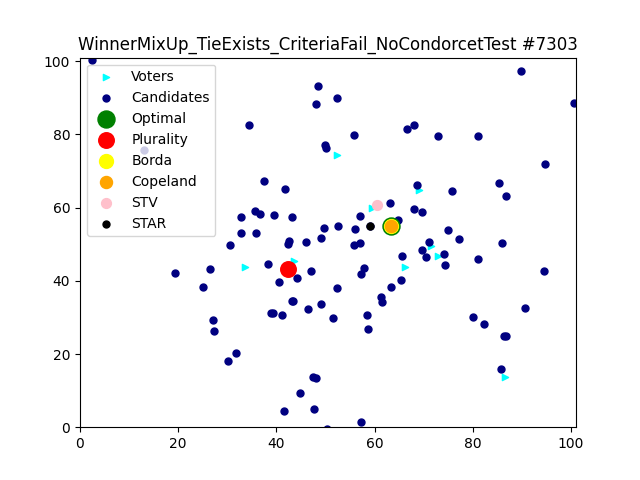 WinnerMixUp_TieExists_CriteriaFail_NoCondorcetTest #7303
100
80
60
40
20
0
Voters
Candidates
Optimal
Plurality
Borda
Copeland
STV
STAR
0 20 40 60 80 100